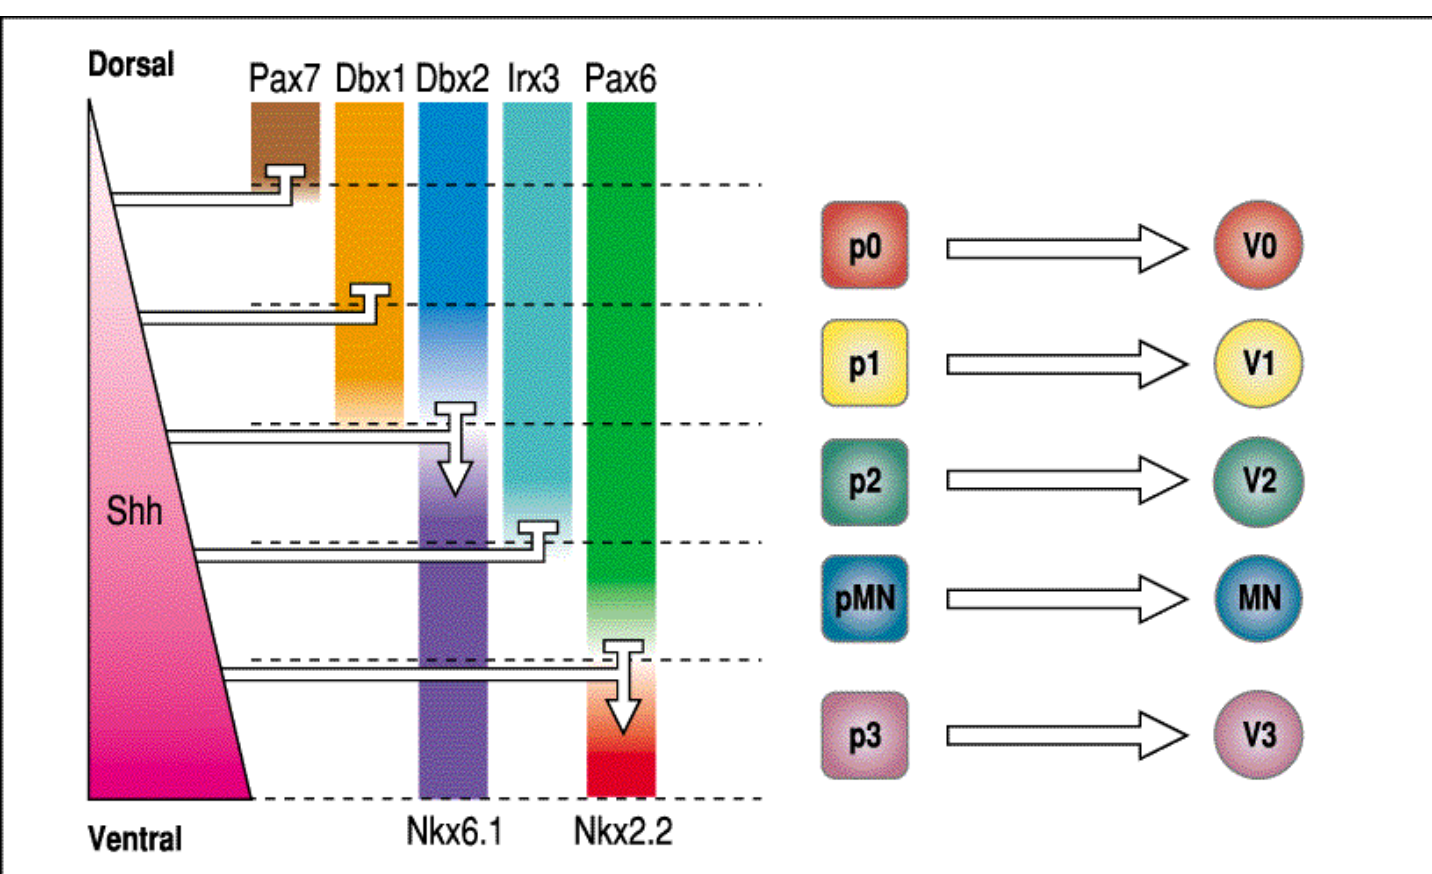 Dorsal
Pax7 Dbx1 Dbx2 Irx3 Pax6
p0 V0
p1 V1
p2 V2
Shh
pMN MN
p3 V3
Nkx6.1 Nkx2.2
Ventral